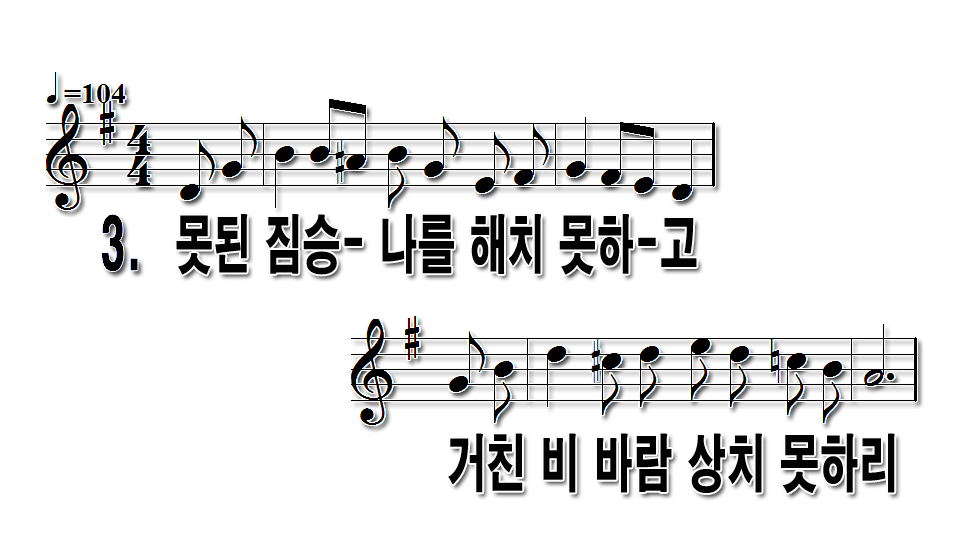 ♩=104
3. 못된 짐승- 나를 해치 못하-고
거친 비 바람 상치 못하리